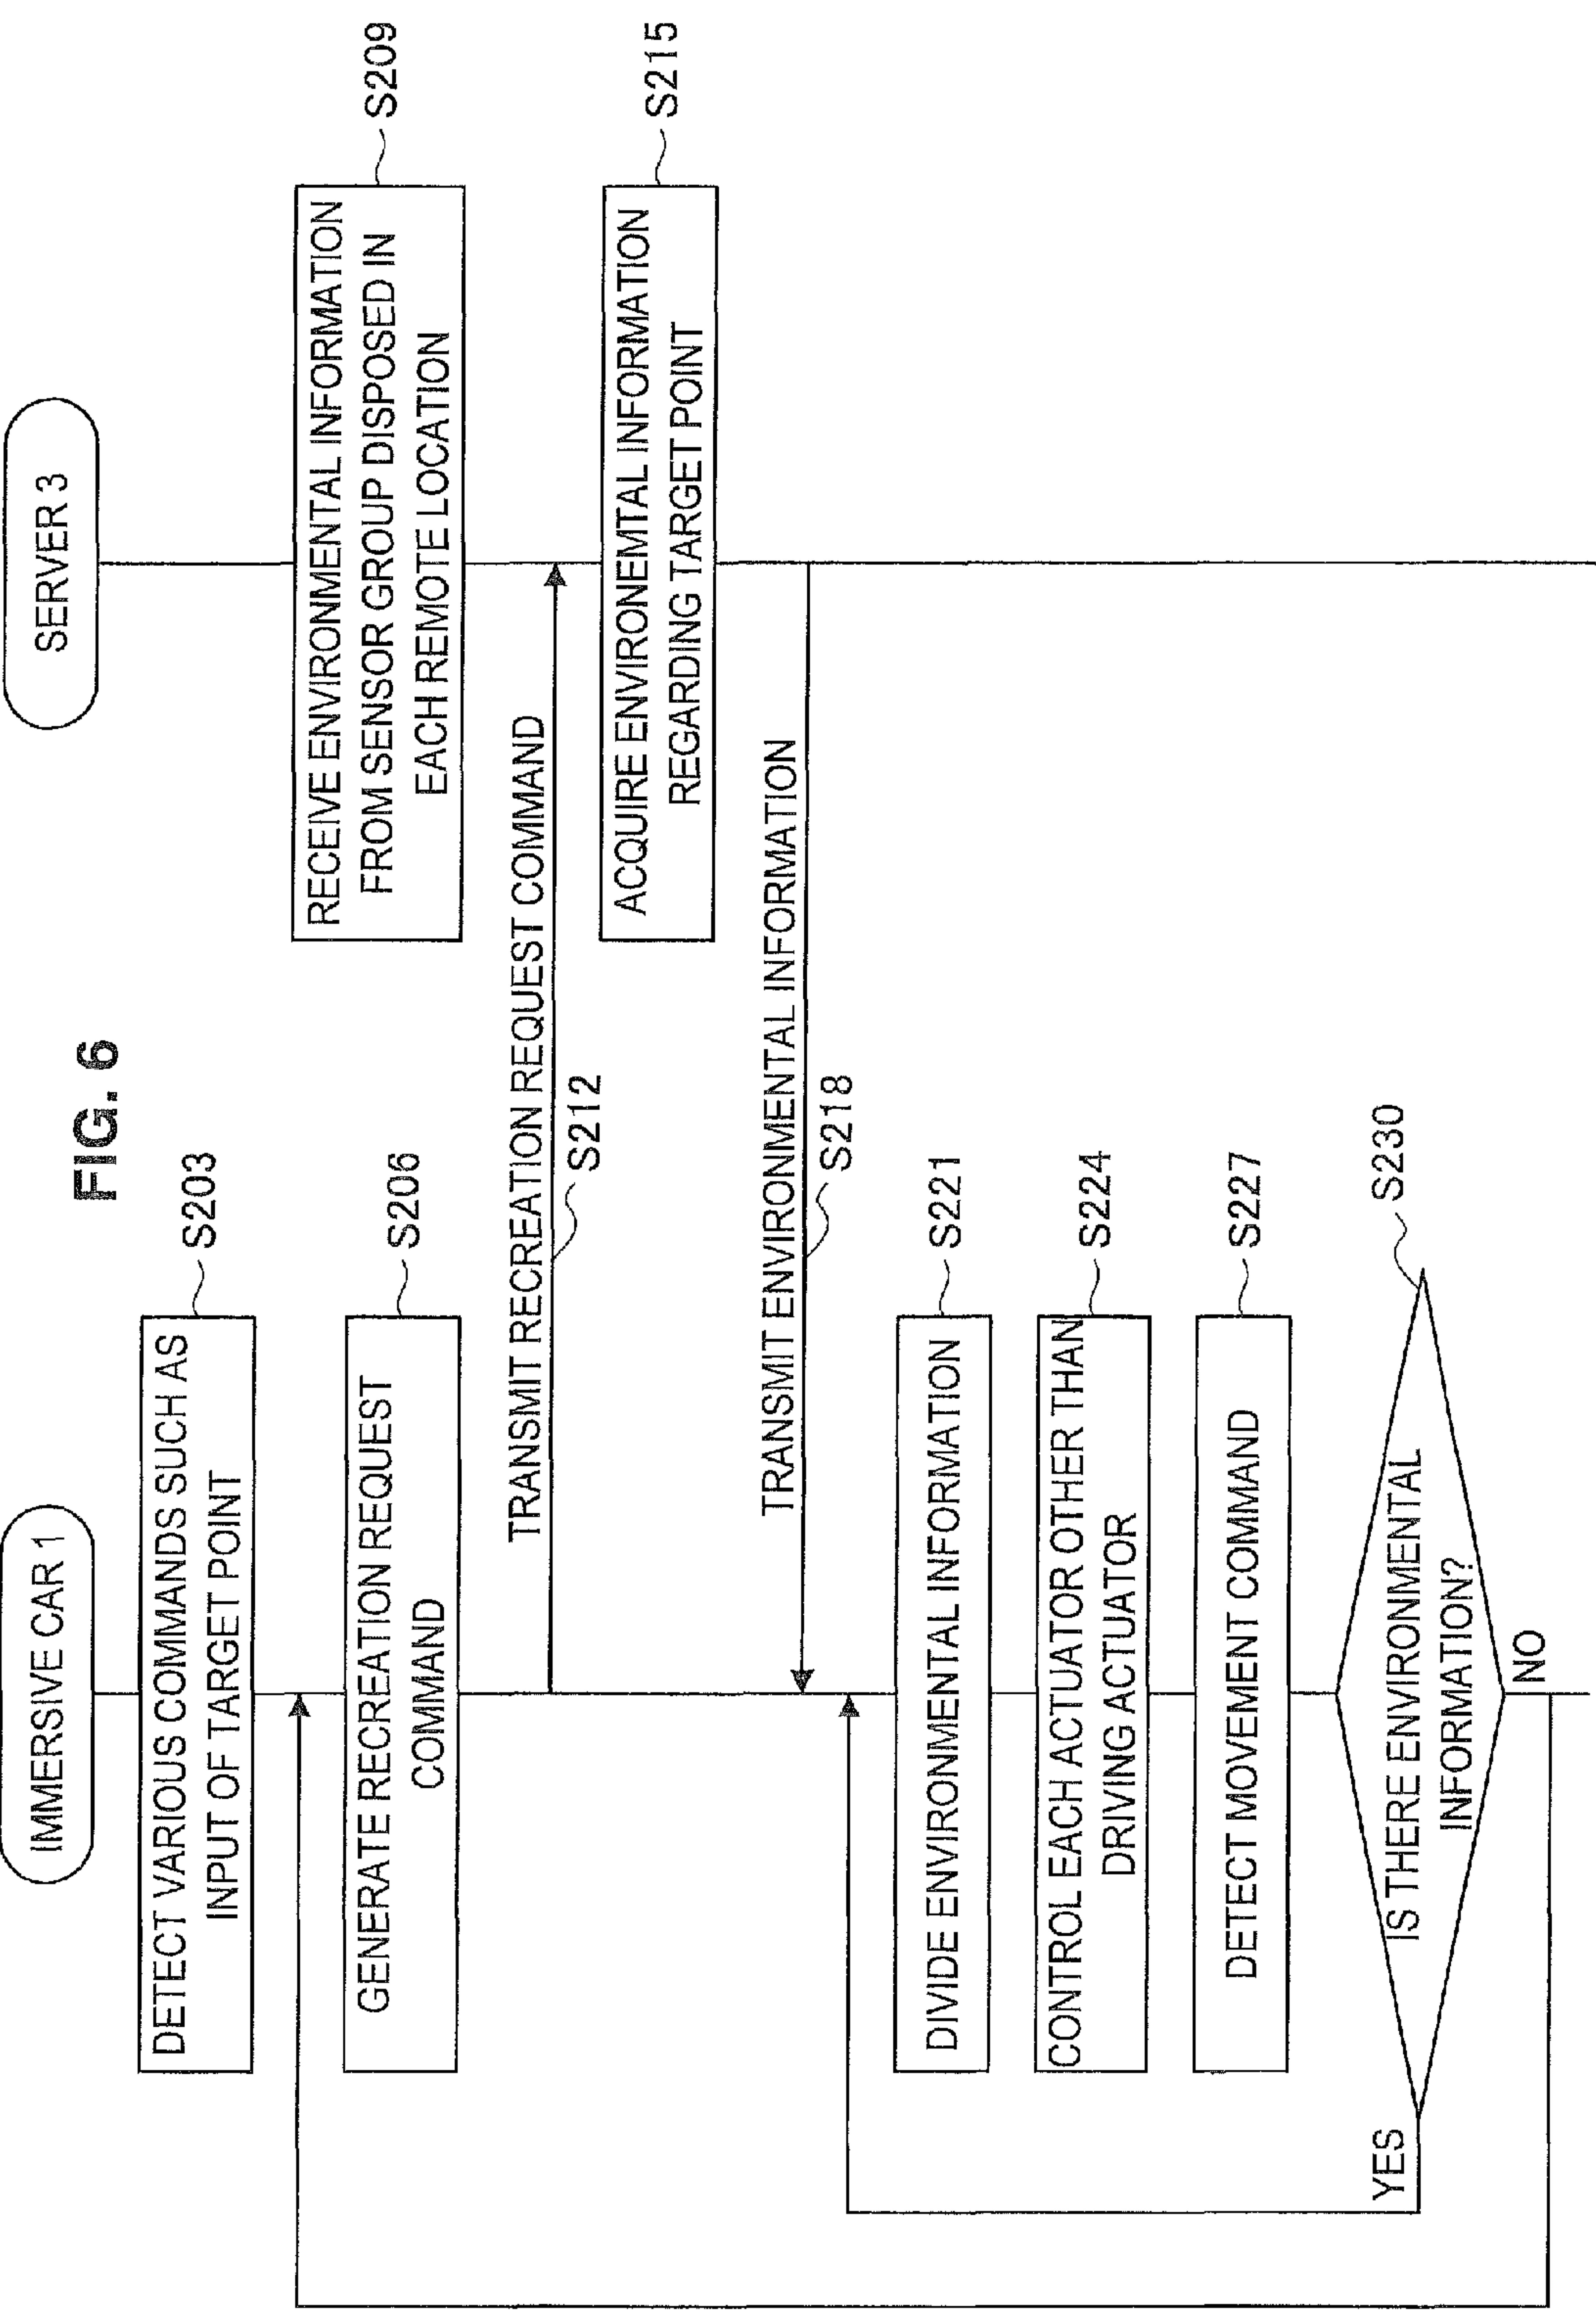 FIG. 6
IMMERSIVE CAR 1
SERVER 3
DETECT VARIOUS COMMANDS SUCH AS
INPUT OF TARGET POINT
S203
GENERATE RECREATION REQUEST
COMMAND
S206
RECEIVE ENVIRONMENTAL INFORMATION
FROM SENSOR GROUP DISPOSED IN
EACH REMOTE LOCATION
S209
TRANSMIT RECREATION REQUEST COMMAND
S212
ACQUIRE ENVIRONEMTAL INFORMATION
REGARDING TARGET POINT
S215
TRANSMIT ENVIRONMENTAL INFORMATION
S218
DIVIDE ENVIRONMENTAL INFORMATION
S221
CONTROL EACH ACTUATOR OTHER THAN
DRIVING ACTUATOR
S224
DETECT MOVEMENT COMMAND
S227
IS THERE ENVIRONMENTAL
INFORMATION?
S230
YES
NO